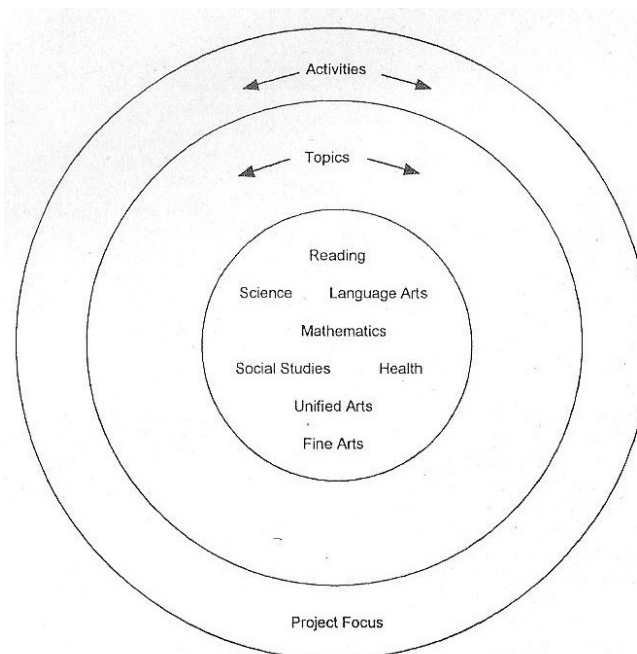 Activities
Topics
Reading
Science Language Arts
Mathematics
Social Studies Health
Unified Arts
Fine Arts
Project Focus